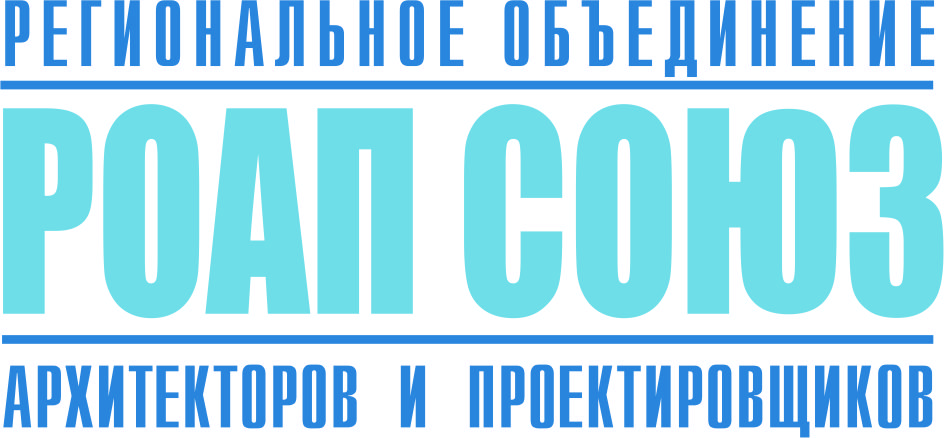 РЕГИОНАЛЬНОЕ ОБЪЕДИНЕНИЕ
РОАП СОЮЗ
АРХИТЕКТОРОВ И ПРОЕКТИРОВЩИКОВ